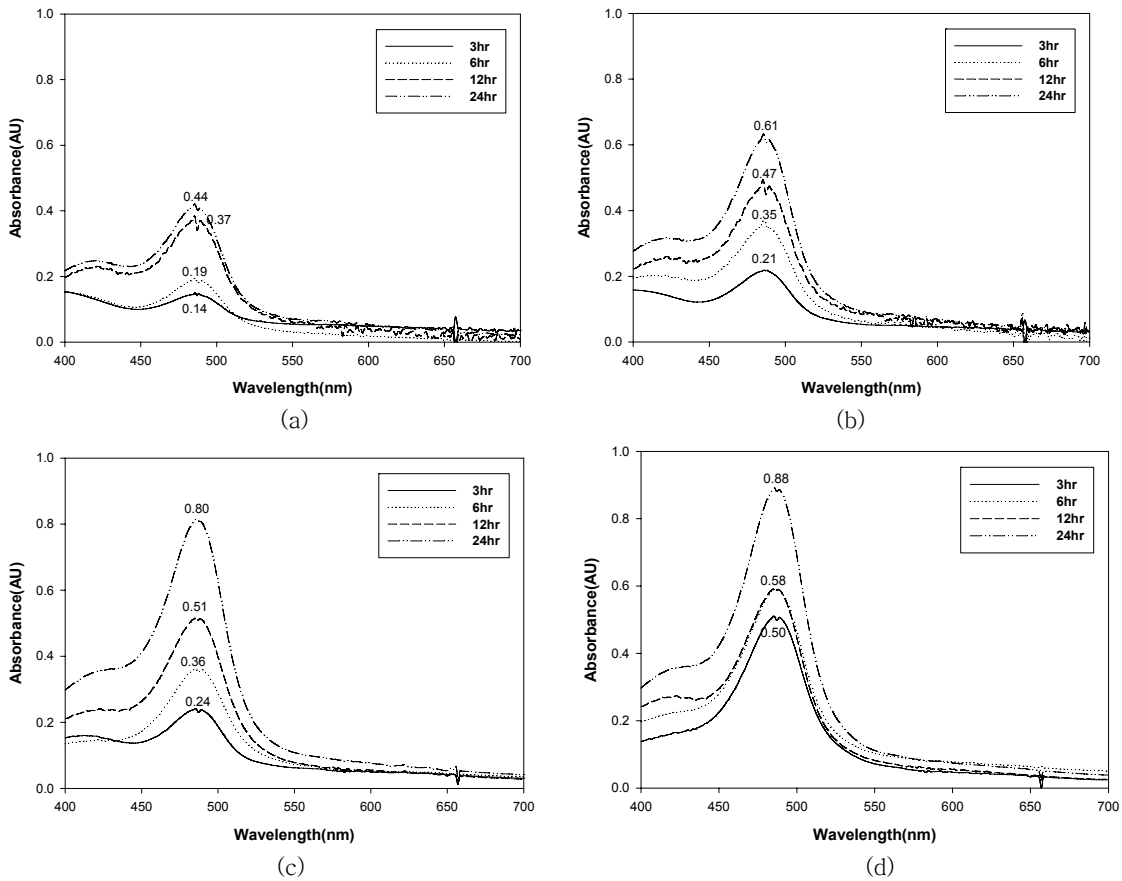 1.0
0.8
0.6
0.4
0.2
0.0
Absorbance(AU)
3hr
6hr
12hr
24hr
0.44
0.37
0.19
0.14
400 450 500 550 600 650 700
Wavelength(nm)
(a)
1.0
0.8
0.6
0.4
0.2
0.0
Absorbance(AU)
3hr
6hr
12hr
24hr
0.61
0.47
0.35
0.21
400 450 500 550 600 650 700
Wavelength(nm)
(b)
1.0
0.8
0.6
0.4
0.2
0.0
Absorbance(AU)
3hr
6hr
12hr
24hr
0.80
0.51
0.36
0.24
400 450 500 550 600 650 700
Wavelength(nm)
(c)
1.0
0.8
0.6
0.4
0.2
0.0
Absorbance(AU)
3hr
6hr
12hr
24hr
0.88
0.58
0.50
400 450 500 550 600 650 700
Wavelength(nm)
(d)